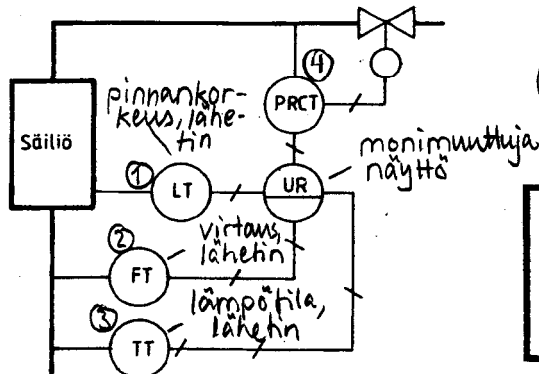 ④
PRCT
pinnankor-
keus, lähe-
tin
Säiliö
monimuuttuja
näyttö
①
LT
UR
②
virtaus,
lähetin
FT
③
lämpötila,
lähetin
TT